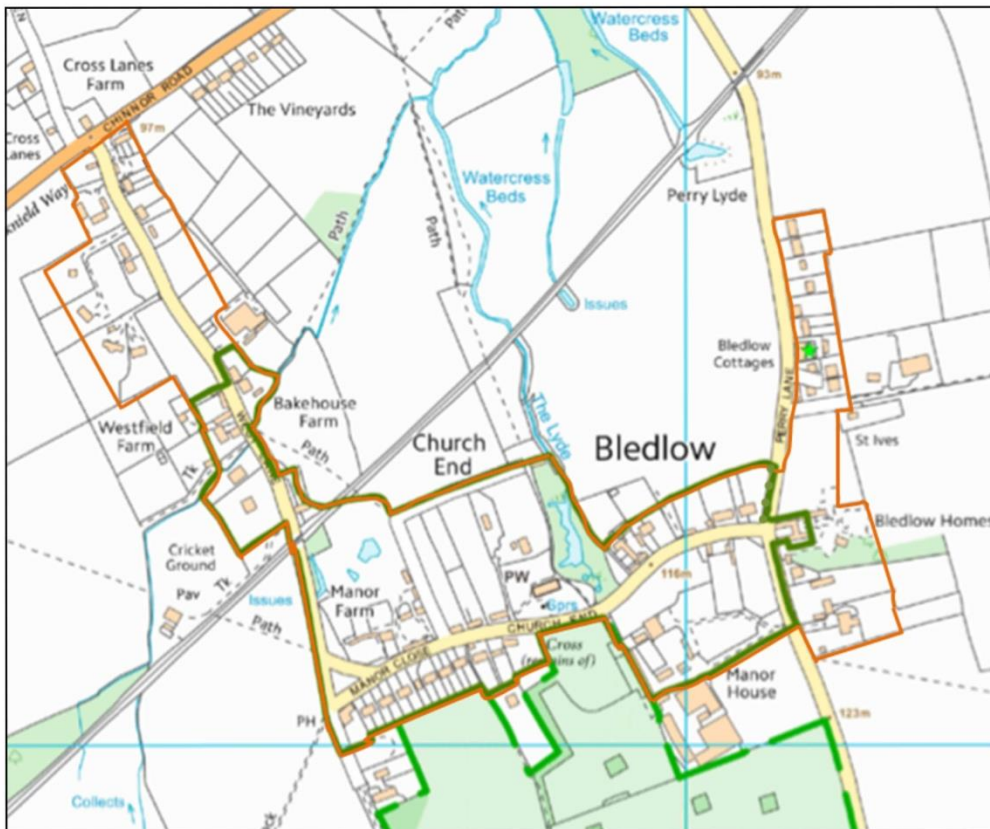 Path
Watercress
Beds
Cross Lanes
Farm
CHINNOR ROAD
97m
The Vineyards
93m
Cross
Lanes
Watercress
Beds
Path
Path
Perry Lyde
Issues
Bledlow
Cottages
PERRY LANE
Bakehouse
Farm
Westfield
Farm
Tk
Path
The Lyde
Church
End
Bledlow
St Ives
Bledlow Homes
Cricket
Ground
Pav
Tk
Issues
Path
Manor
Farm
PW
Sprs
116m
CHURCH END
MANOR CLOSE
Cross
Manor
House
PH
123m
Collects